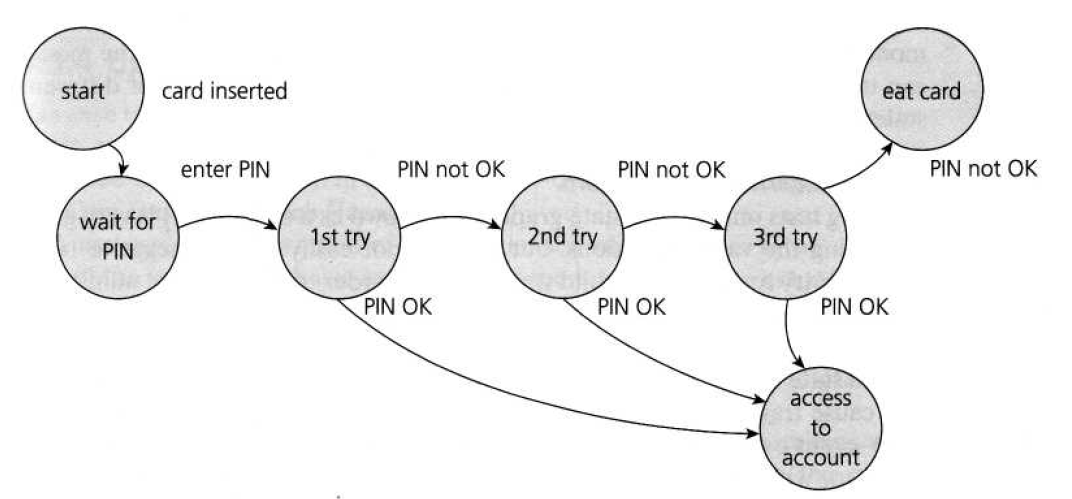 start
card inserted
eat card
enter PIN
PIN not OK
PIN not OK
PIN not OK
wait for
PIN
1st try
2nd try
3rd try
PIN OK
PIN OK
PIN OK
access
to
account